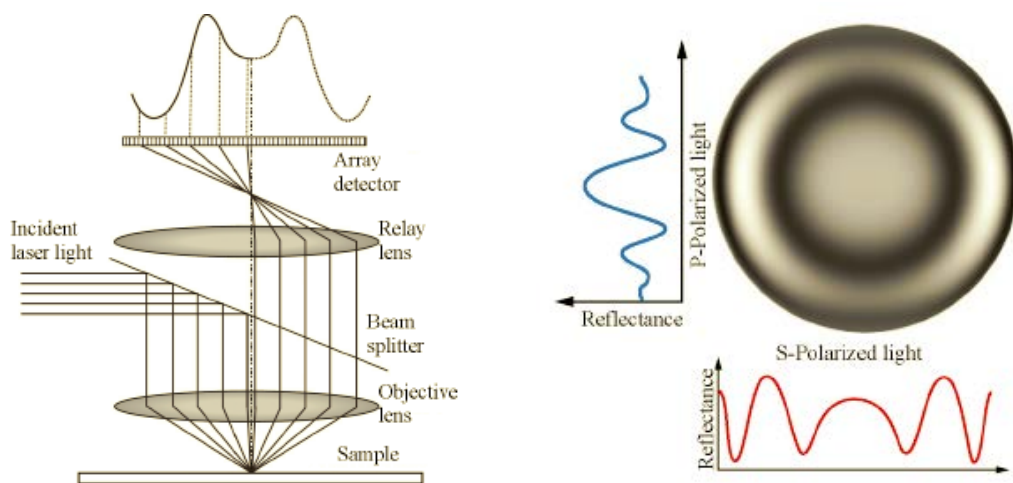 Array
detector
Incident
laser light
Relay
lens
Beam
splitter
Objective
lens
Sample
P-Polarized light
Reflectance
S-Polarized light
Reflectance